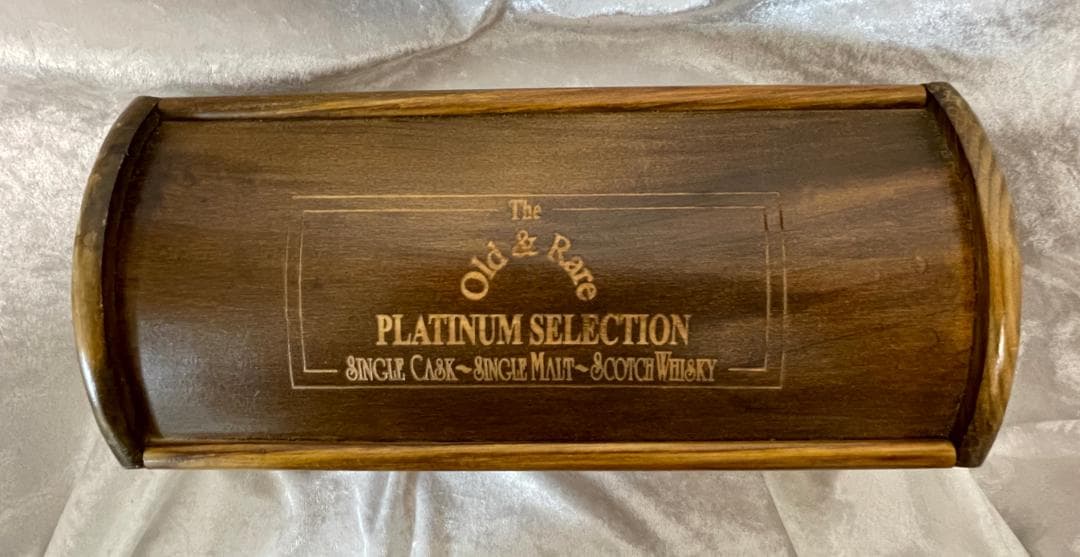 The
Old & Rare
PLATINUM SELECTION
SINGLE CASK~SINGLE MALT~SCOTCH WHISKY